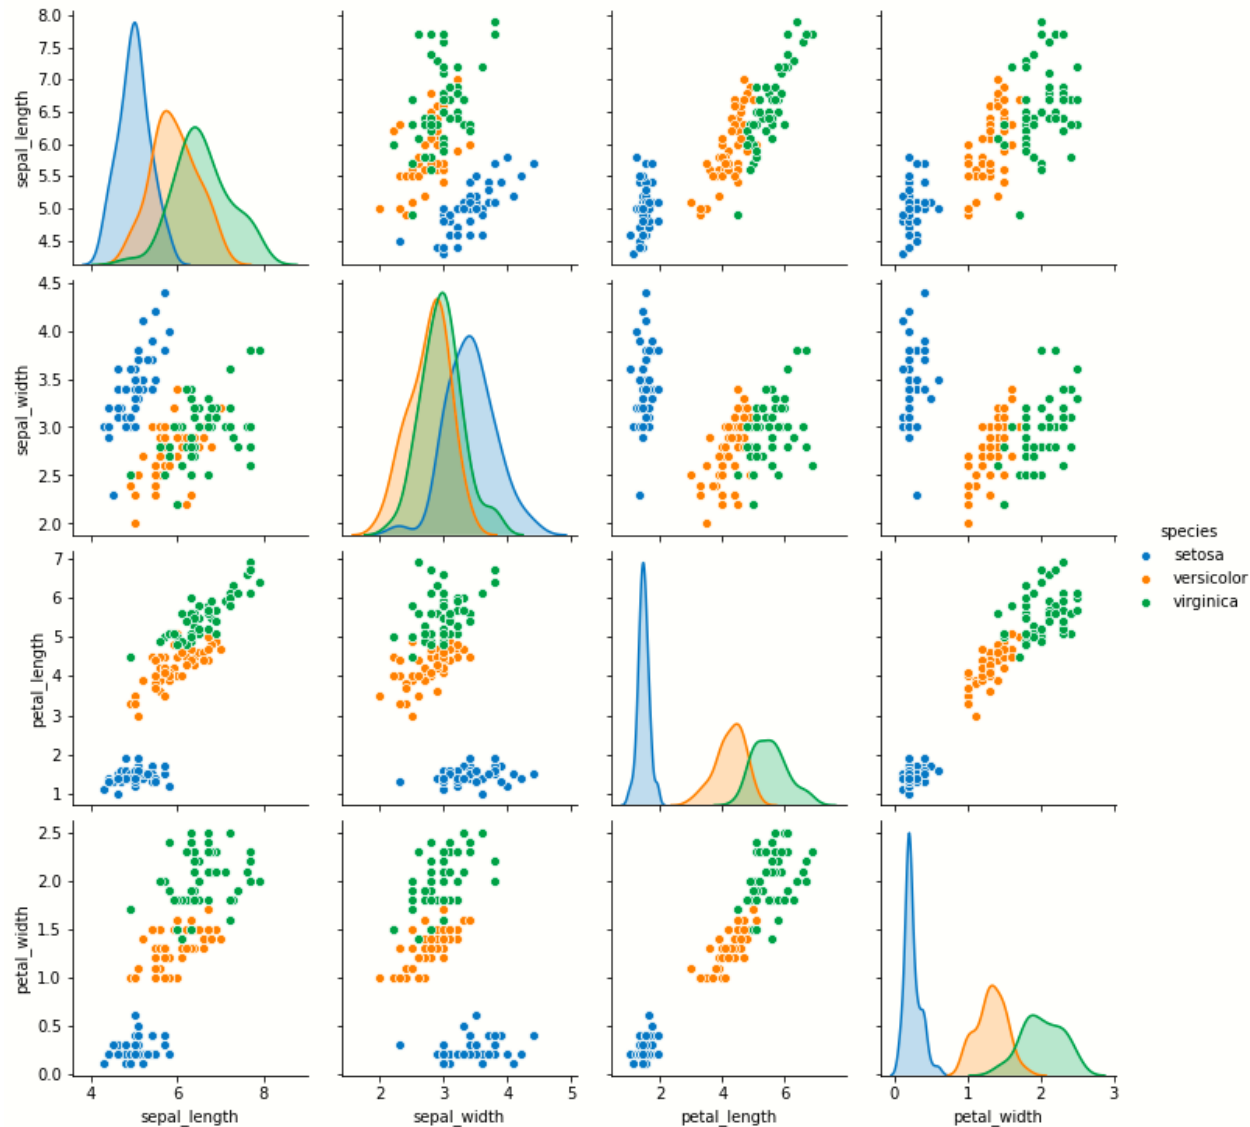 8.0
7.5
7.0
6.5
6.0
5.5
5.0
4.5
sepal_length
4.5
4.0
3.5
3.0
2.5
2.0
sepal_width
species
setosa
versicolor
virginica
7
6
5
4
3
2
1
petal_length
2.5
2.0
1.5
1.0
0.5
0.0
petal_width
4 6 8 2 3 4 5 2 4 6 0 1 2 3
sepal_length sepal_width petal_length petal_width